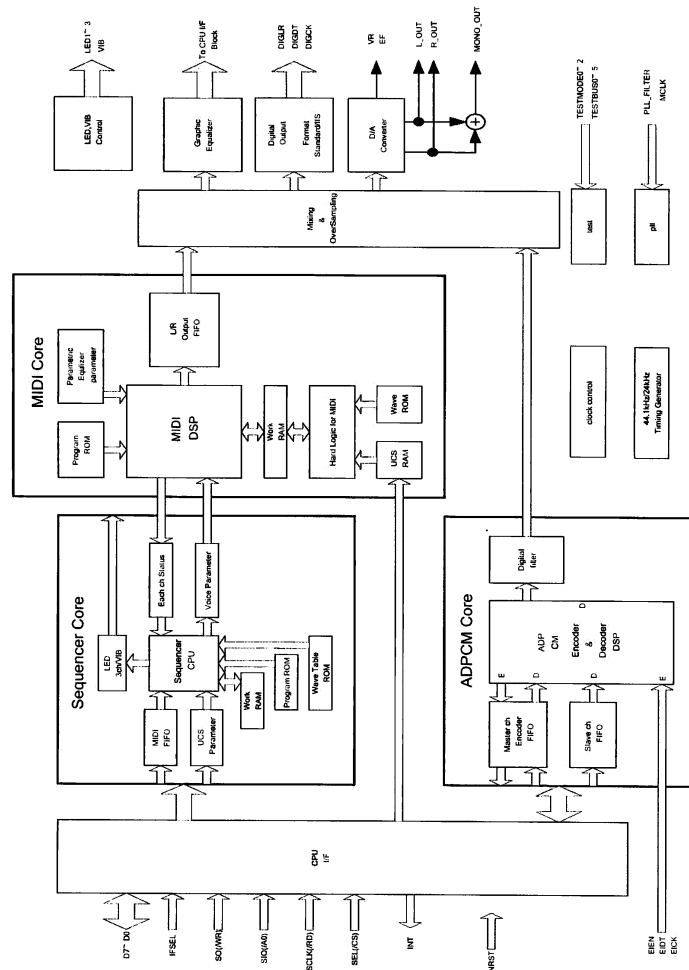 D7~ D0
IFSEL
SO(/WR)
SIO(/A0)
SCLK(/RD)
SEL(/CS)
INT
NRST
EIEN
EIDT
EICK
CPU
I/F
Sequencer Core
MIDI
FIFO
UCS
Parameter
LED
3ch/VIB
Sequencer
CPU
Work
RAM
Program ROM
Wave Table
ROM
Each ch Status
Voice Parameter
MIDI Core
Program
ROM
Parametric
Equlizer
parameter
MIDI
DSP
L/R
Output
FIFO
Work
RAM
Hard Logic for MIDI
UCS
RAM
Wave
ROM
ADPCM Core
Master ch
Encoder
FIFO
Slave ch
FIFO
E
D
D
E
ADP
CM
D
Encoder
&
Decoder
DSP
Digital
filter
Mixing
&
OverSampling
LED,VIB
Control
LED1~ 3
VIB
Graphic
Equalizer
To CPU I/F
Block
Digital
Output
Format
Standard/IIS
DIGLR
DIGDT
DIGCK
D/A
Converter
VR
EF
L_OUT
R_OUT
MONO_OUT
clock control
test
TESTMODE0~ 2
TESTBUS0~ 5
44.1kHz/24kHz
Timing Generator
pll
PLL_FILTER
MCLK